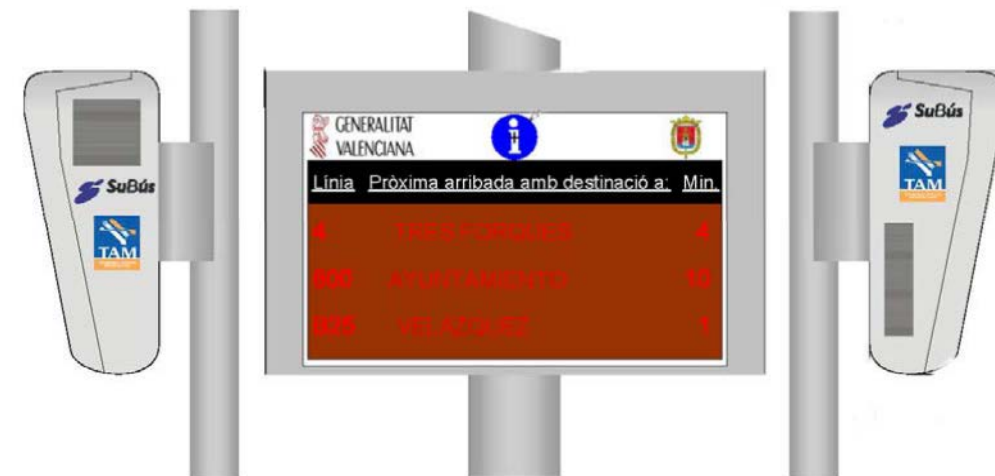 SuBús
TAM
GENERALITAT
VALENCIANA
i
Línia Pròxima arribada amb destinació a: Min.
4 TRES FORQUES 4
800 AYUNTAMIENTO 10
825 VELAZQUEZ 1
SuBús
TAM